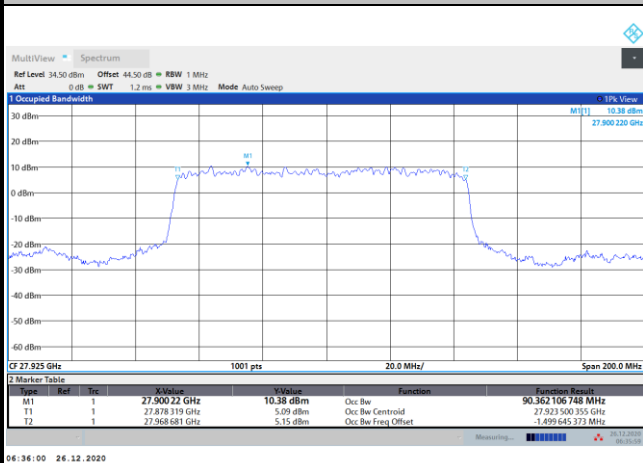 MultiView Spectrum
Ref Level 34.50 dBm Offset 44.50 dB RBW 1 MHz
Att 0 dB SWT 1.2 ms VBW 3 MHz Mode Auto Sweep
1 Occupied Bandwidth 1Pk View
M1[1] 10.38 dBm
27.900 220 GHz
30 dBm
20 dBm
M1
10 dBm
T1 T2
0 dBm
-10 dBm
-20 dBm
-30 dBm
-40 dBm
-50 dBm
-60 dBm
CF 27.925 GHz 1001 pts 20.0 MHz/ Span 200.0 MHz
2 Marker Table
Type Ref Trc X-Value Y-Value Function Function Result
M1 1 27.900 22 GHz 10.38 dBm Occ Bw 90.362 106 748 MHz
T1 1 27.878 319 GHz 5.09 dBm Occ Bw Centroid 27.923 500 355 GHz
T2 1 27.968 681 GHz 5.15 dBm Occ Bw Freq Offset -1.499 645 373 MHz
Measuring... 26.12.2020
06:35:59
06:36:00 26.12.2020